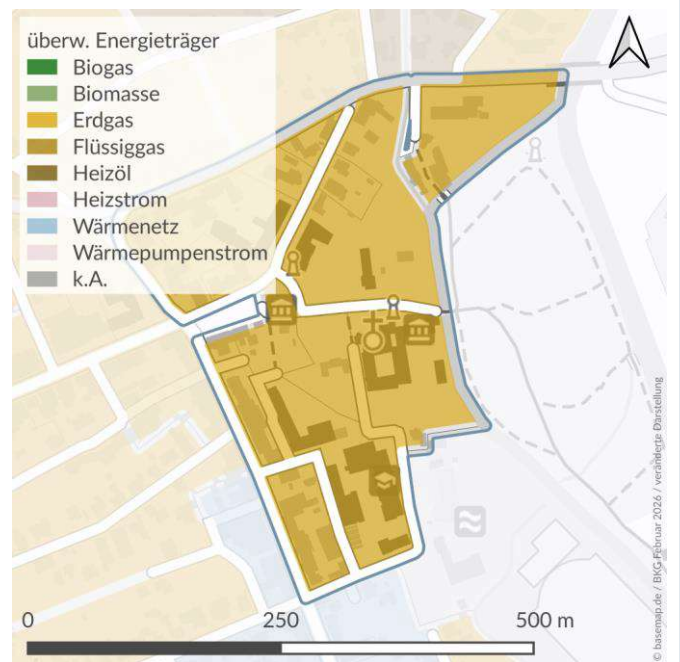 überw. Energieträger
Biogas
Biomasse
Erdgas
Flüssiggas
Heizöl
Heizstrom
Wärmenetz
Wärmepumpenstrom
k.A.
0 250 500 m
© basemap.de / BKG Februar 2026 / veränderte Darstellung